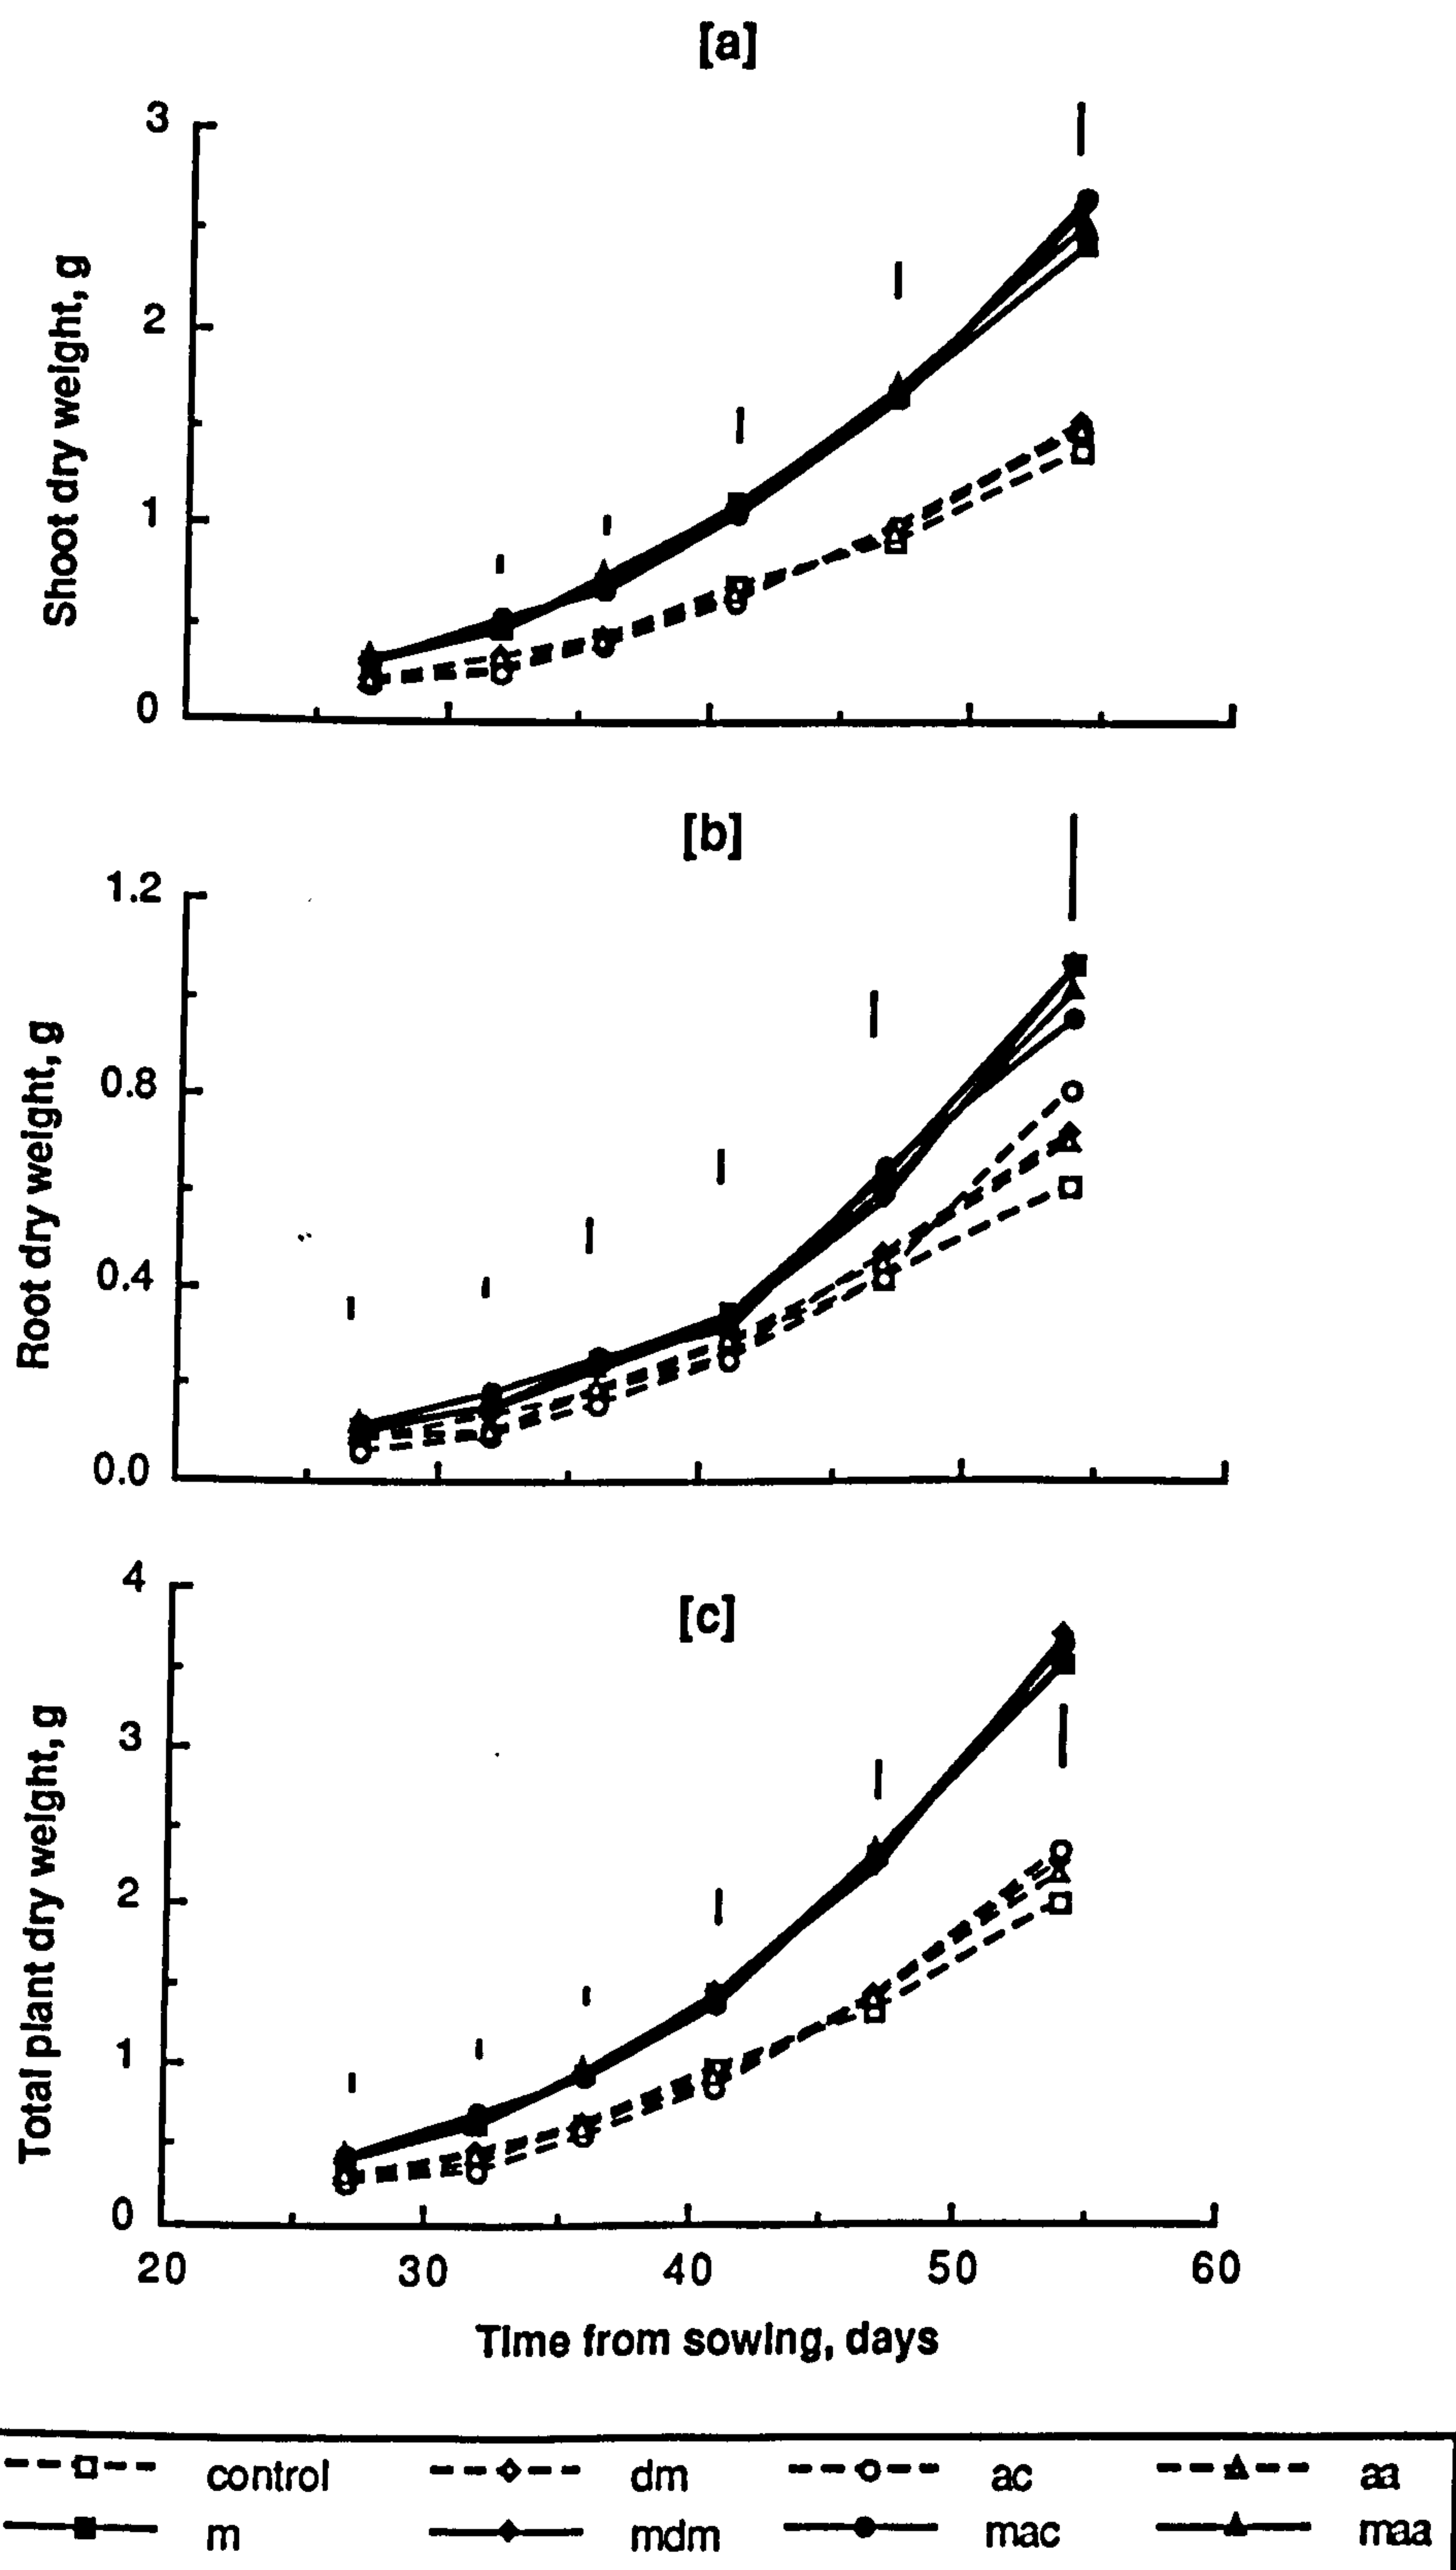 [a]
3
2
1
0
Shoot dry weight, g
[b]
1.2
0.8
0.4
0.0
Root dry weight, g
[c]
4
3
2
1
0
Total plant dry weight, g
20 30 40 50 60
Time from sowing, days
control dm ac aa
m mdm mac maa